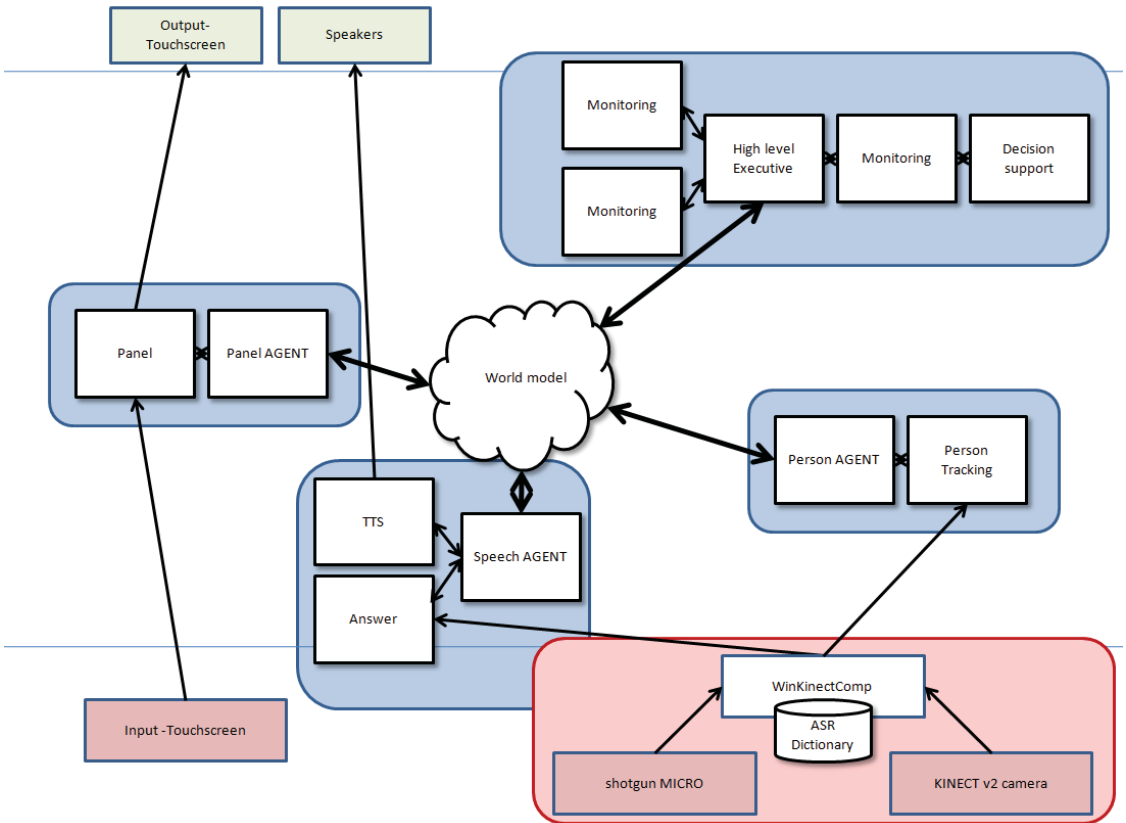 Output-
Touchscreen
Speakers
Monitoring
High level
Executive
Monitoring
Decision
support
Monitoring
Panel
Panel AGENT
World model
Person AGENT
Person
Tracking
TTS
Speech AGENT
Answer
WinKinectComp
ASR
Dictionary
Input -Touchscreen
shotgun MICRO
KINECT v2 camera